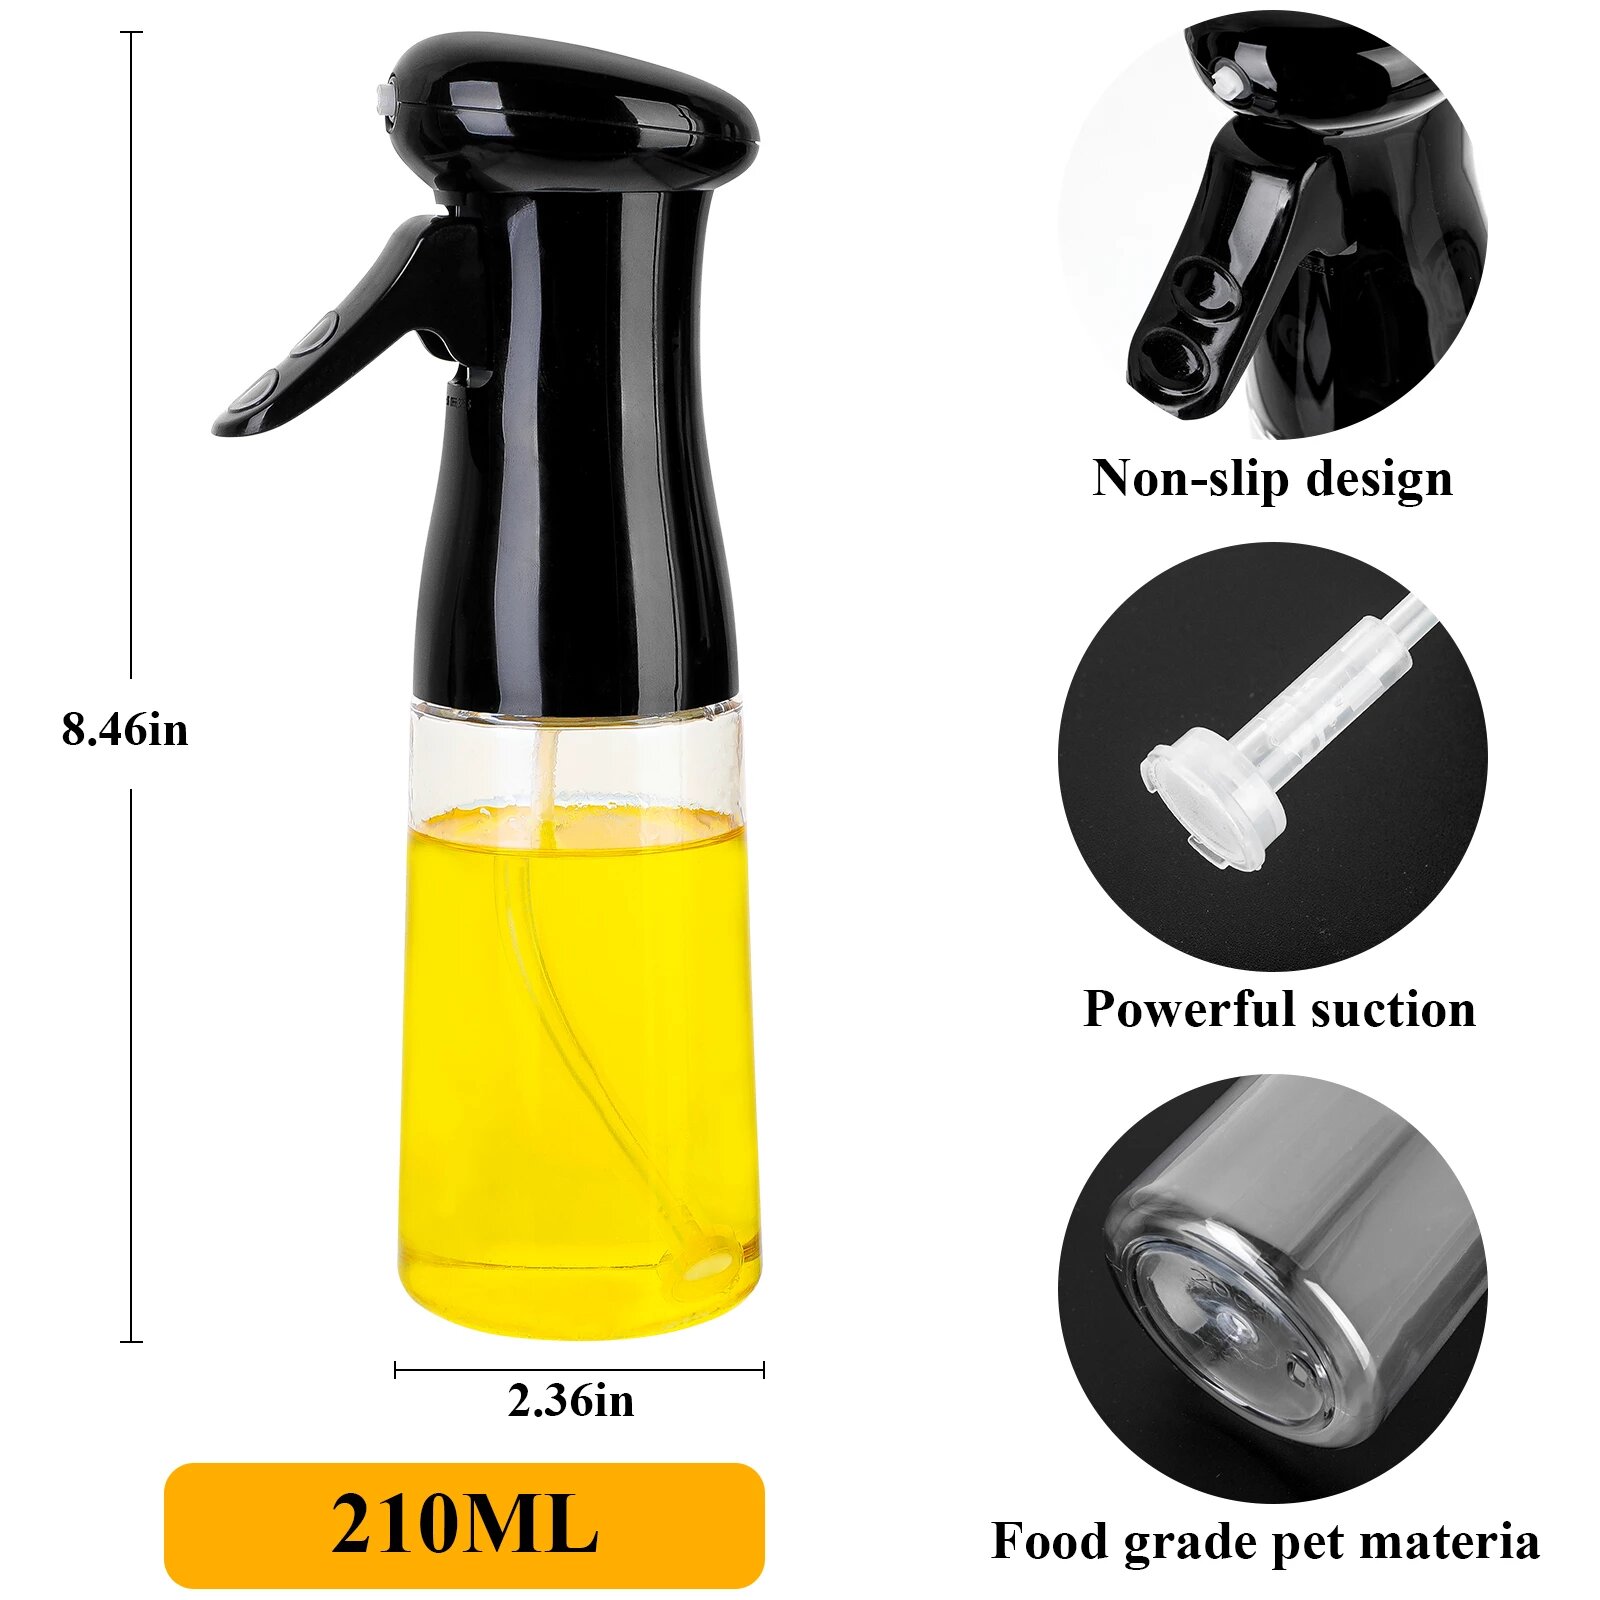 8.46in
2.36in
210ML
Non-slip design
Powerful suction
Food grade pet materia